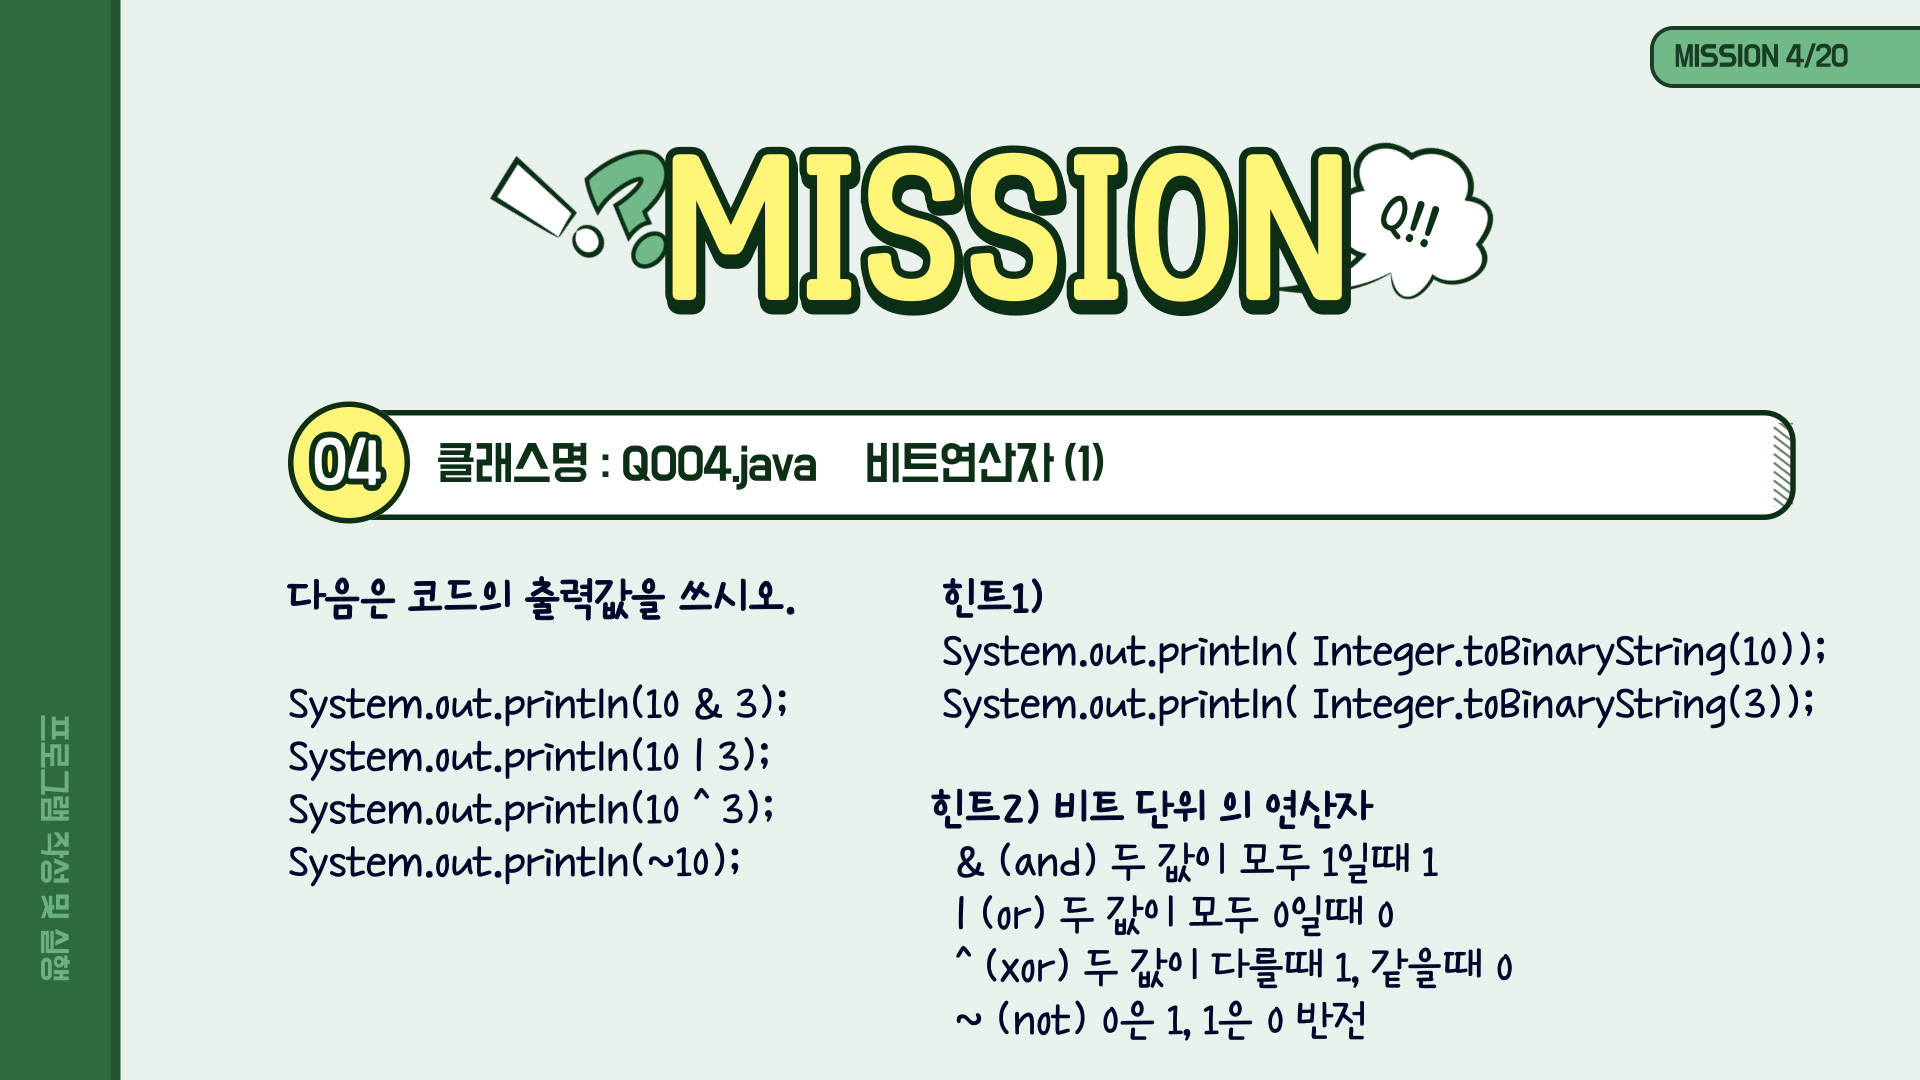 MISSION 4/20
!?MISSION
Q!!
04
클래스명 : Q004.java 비트연산자 (1)
다음은 코드의 출력값을 쓰시오.
System.out.println(10 & 3);
System.out.println(10 | 3);
System.out.println(10 ^ 3);
System.out.println(~10);
힌트1)
System.out.println( Integer.toBinaryString(10));
System.out.println( Integer.toBinaryString(3));
힌트2) 비트 단위 의 연산자
& (and) 두 값이 모두 1일때 1
| (or) 두 값이 모두 0일때 0
^ (xor) 두 값이 다를때 1, 같을때 0
~ (not) 0은 1, 1은 0 반전
프로그램 작성 및 실행